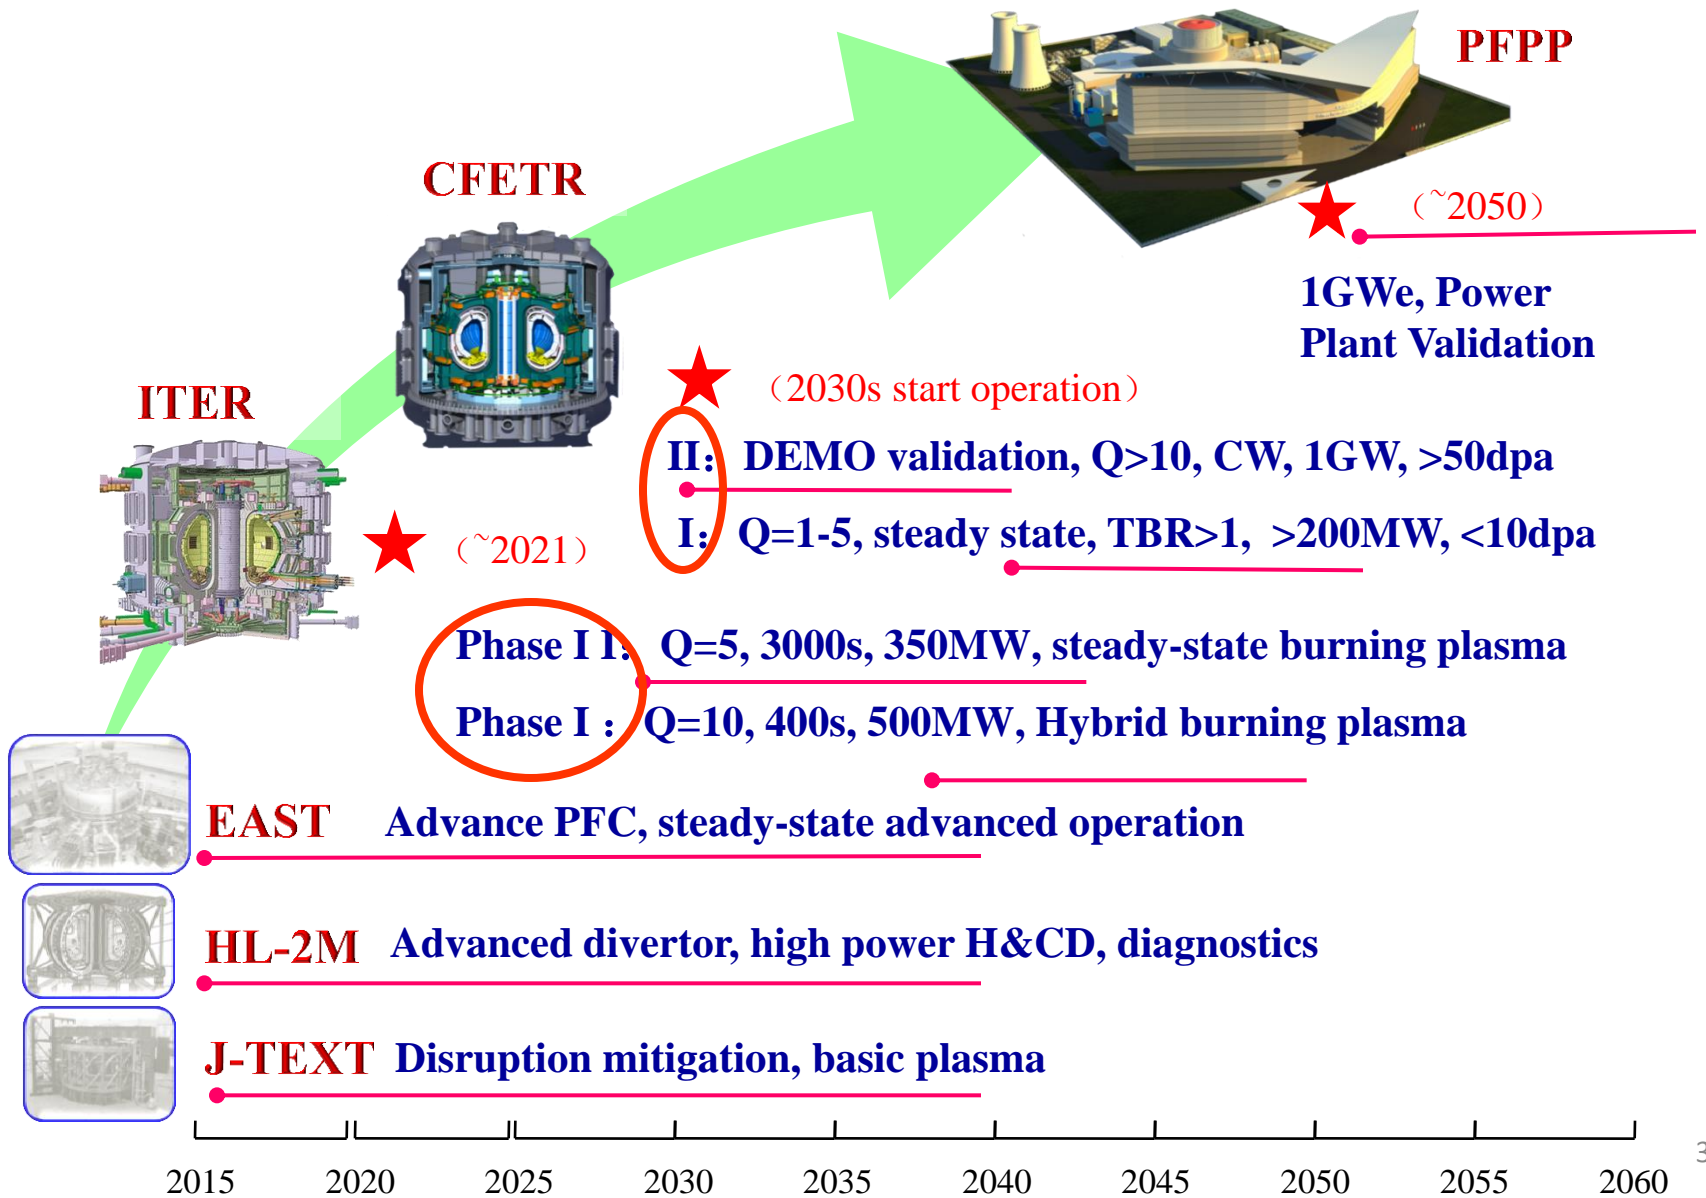 PFPP
CFETR
(~2050)
1GWe, Power
Plant Validation
ITER
(2030s start operation)
II: DEMO validation, Q>10, CW, 1GW, >50dpa
I: Q=1-5, steady state, TBR>1, >200MW, <10dpa
(~2021)
Phase I I: Q=5, 3000s, 350MW, steady-state burning plasma
Phase I : Q=10, 400s, 500MW, Hybrid burning plasma
EAST Advance PFC, steady-state advanced operation
HL-2M Advanced divertor, high power H&CD, diagnostics
J-TEXT Disruption mitigation, basic plasma
3
2015 2020 2025 2030 2035 2040 2045 2050 2055 2060